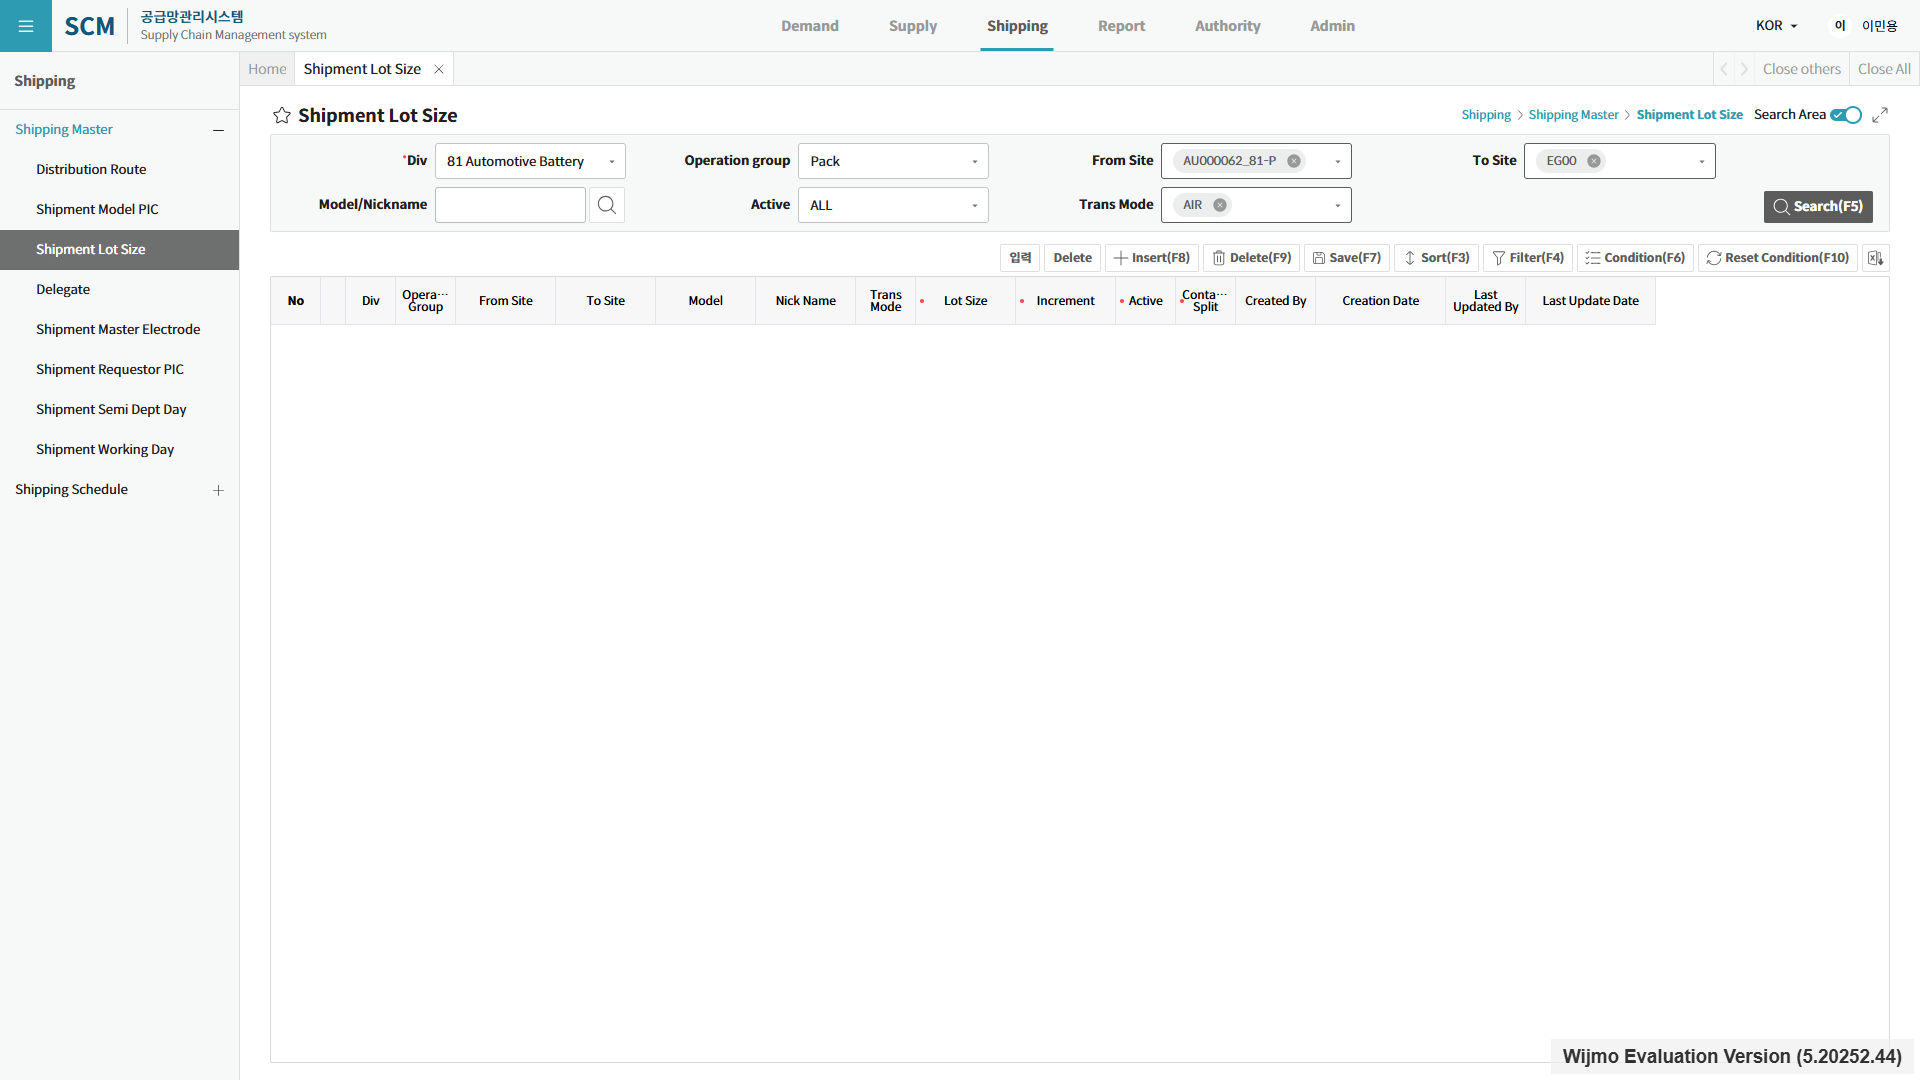 SCM
공급망관리시스템
Supply Chain Management system
Demand
Supply
Shipping
Report
Authority
Admin
KOR
이
이민용
Shipping
Home
Shipment Lot Size
Close others
Close All
Shipping Master
Distribution Route
Shipment Model PIC
Shipment Lot Size
Delegate
Shipment Master Electrode
Shipment Requestor PIC
Shipment Semi Dept Day
Shipment Working Day
Shipping Schedule
Shipment Lot Size
Shipping > Shipping Master > Shipment Lot Size
Search Area
*Div
81 Automotive Battery
Operation group
Pack
From Site
AU000062_81-P
To Site
EG00
Model/Nickname
Active
ALL
Trans Mode
AIR
Search(F5)
입력
Delete
Insert(F8)
Delete(F9)
Save(F7)
Sort(F3)
Filter(F4)
Condition(F6)
Reset Condition(F10)
No
Div
Opera···
Group
From Site
To Site
Model
Nick Name
Trans
Mode
Lot Size
Increment
Active
Conta···
Split
Created By
Creation Date
Last
Updated By
Last Update Date
Wijmo Evaluation Version (5.20252.44)